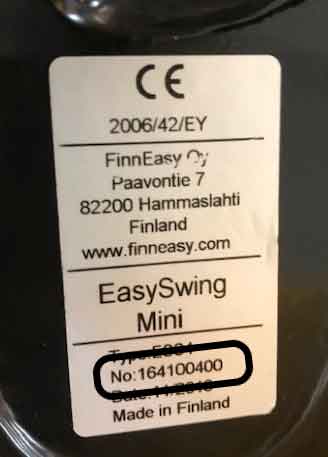 CE
2006/42/EY
FinnEasy Oy
Paavontie 7
82200 Hammaslahti
Finland
www.finneasy.com
EasySwing
Mini
No:164100400
Made in Finland